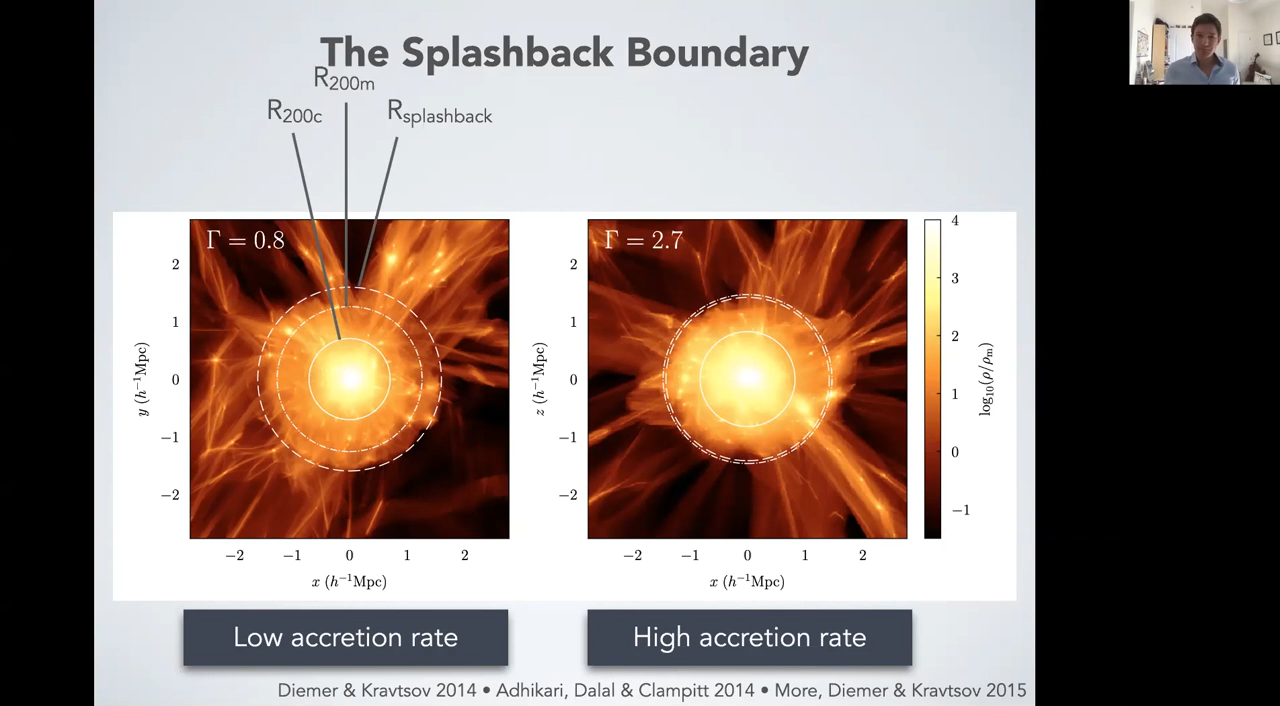 The Splashback Boundary
R200m
R200c
Rsplashback
Γ = 0.8
Γ = 2.7
2
1
0
−1
−2
y (h−1Mpc)
−2 −1 0 1 2
x (h−1Mpc)
2
1
0
−1
−2
z (h−1Mpc)
−2 −1 0 1 2
x (h−1Mpc)
4
3
2
1
0
−1
log10(ρ/ρm)
Low accretion rate
High accretion rate
Diemer & Kravtsov 2014 • Adhikari, Dalal & Clampitt 2014 • More, Diemer & Kravtsov 2015